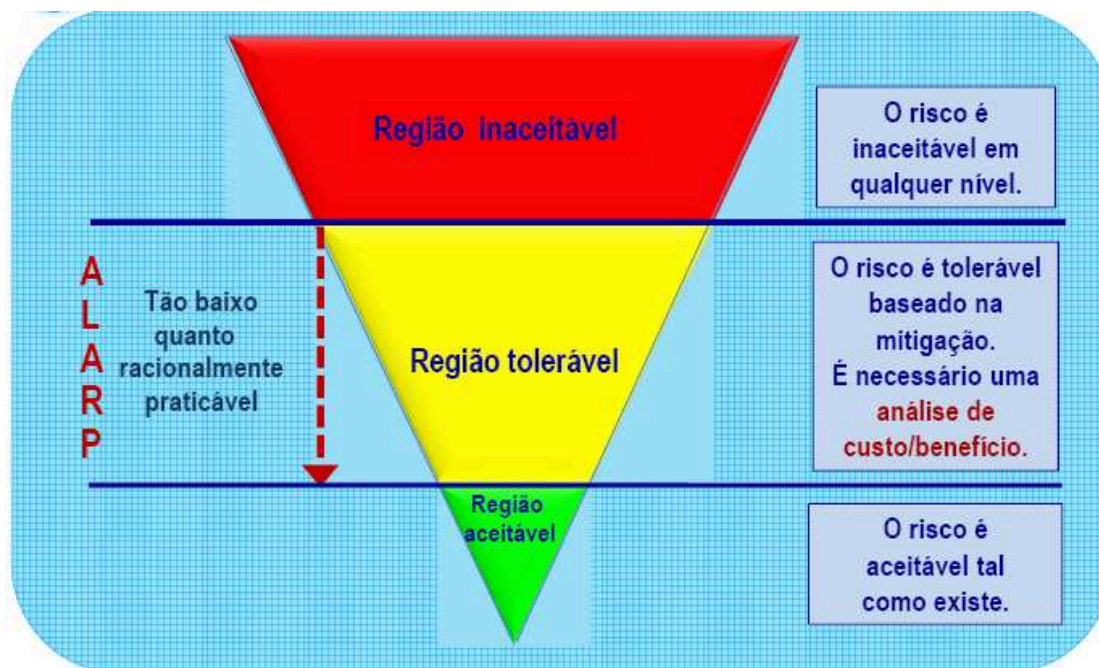 Região inaceitável
O risco é
inaceitável em
qualquer nível.
A
L
A
R
P
Tão baixo
quanto
racionalmente
praticável
Região tolerável
O risco é tolerável
baseado na
mitigação.
É necessário uma
análise de
custo/benefício.
Região
aceitável
O risco é
aceitável tal
como existe.